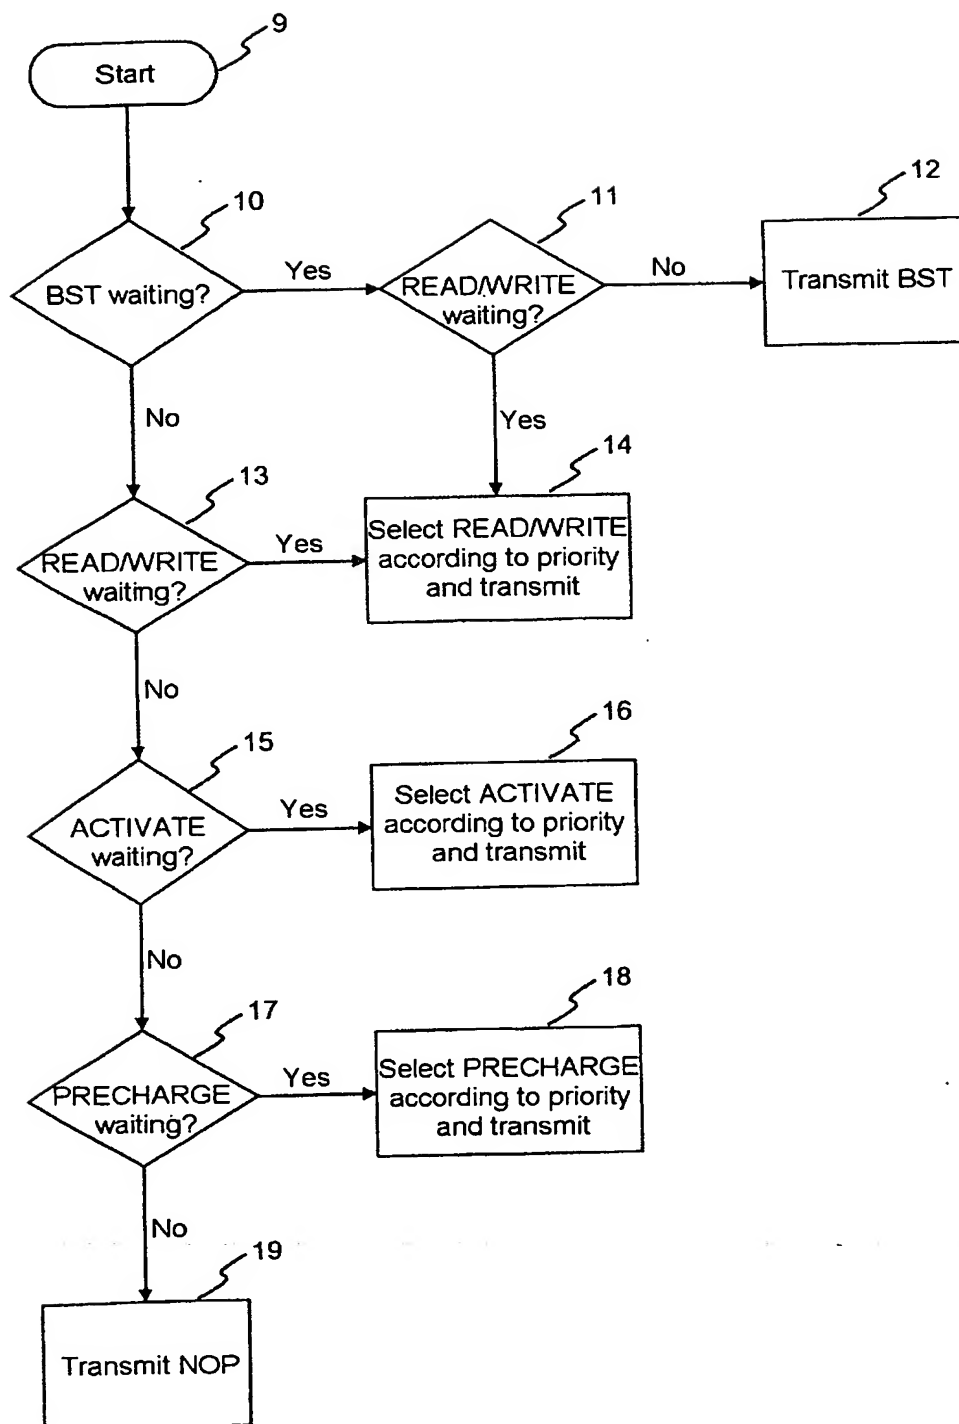 9
Start
10
11
12
BST waiting?
Yes
READ/WRITE
waiting?
No
Transmit BST
No
Yes
13
14
READ/WRITE
waiting?
Yes
Select READ/WRITE
according to priority
and transmit
No
15
16
ACTIVATE
waiting?
Yes
Select ACTIVATE
according to priority
and transmit
No
17
18
PRECHARGE
waiting?
Yes
Select PRECHARGE
according to priority
and transmit
No
19
Transmit NOP